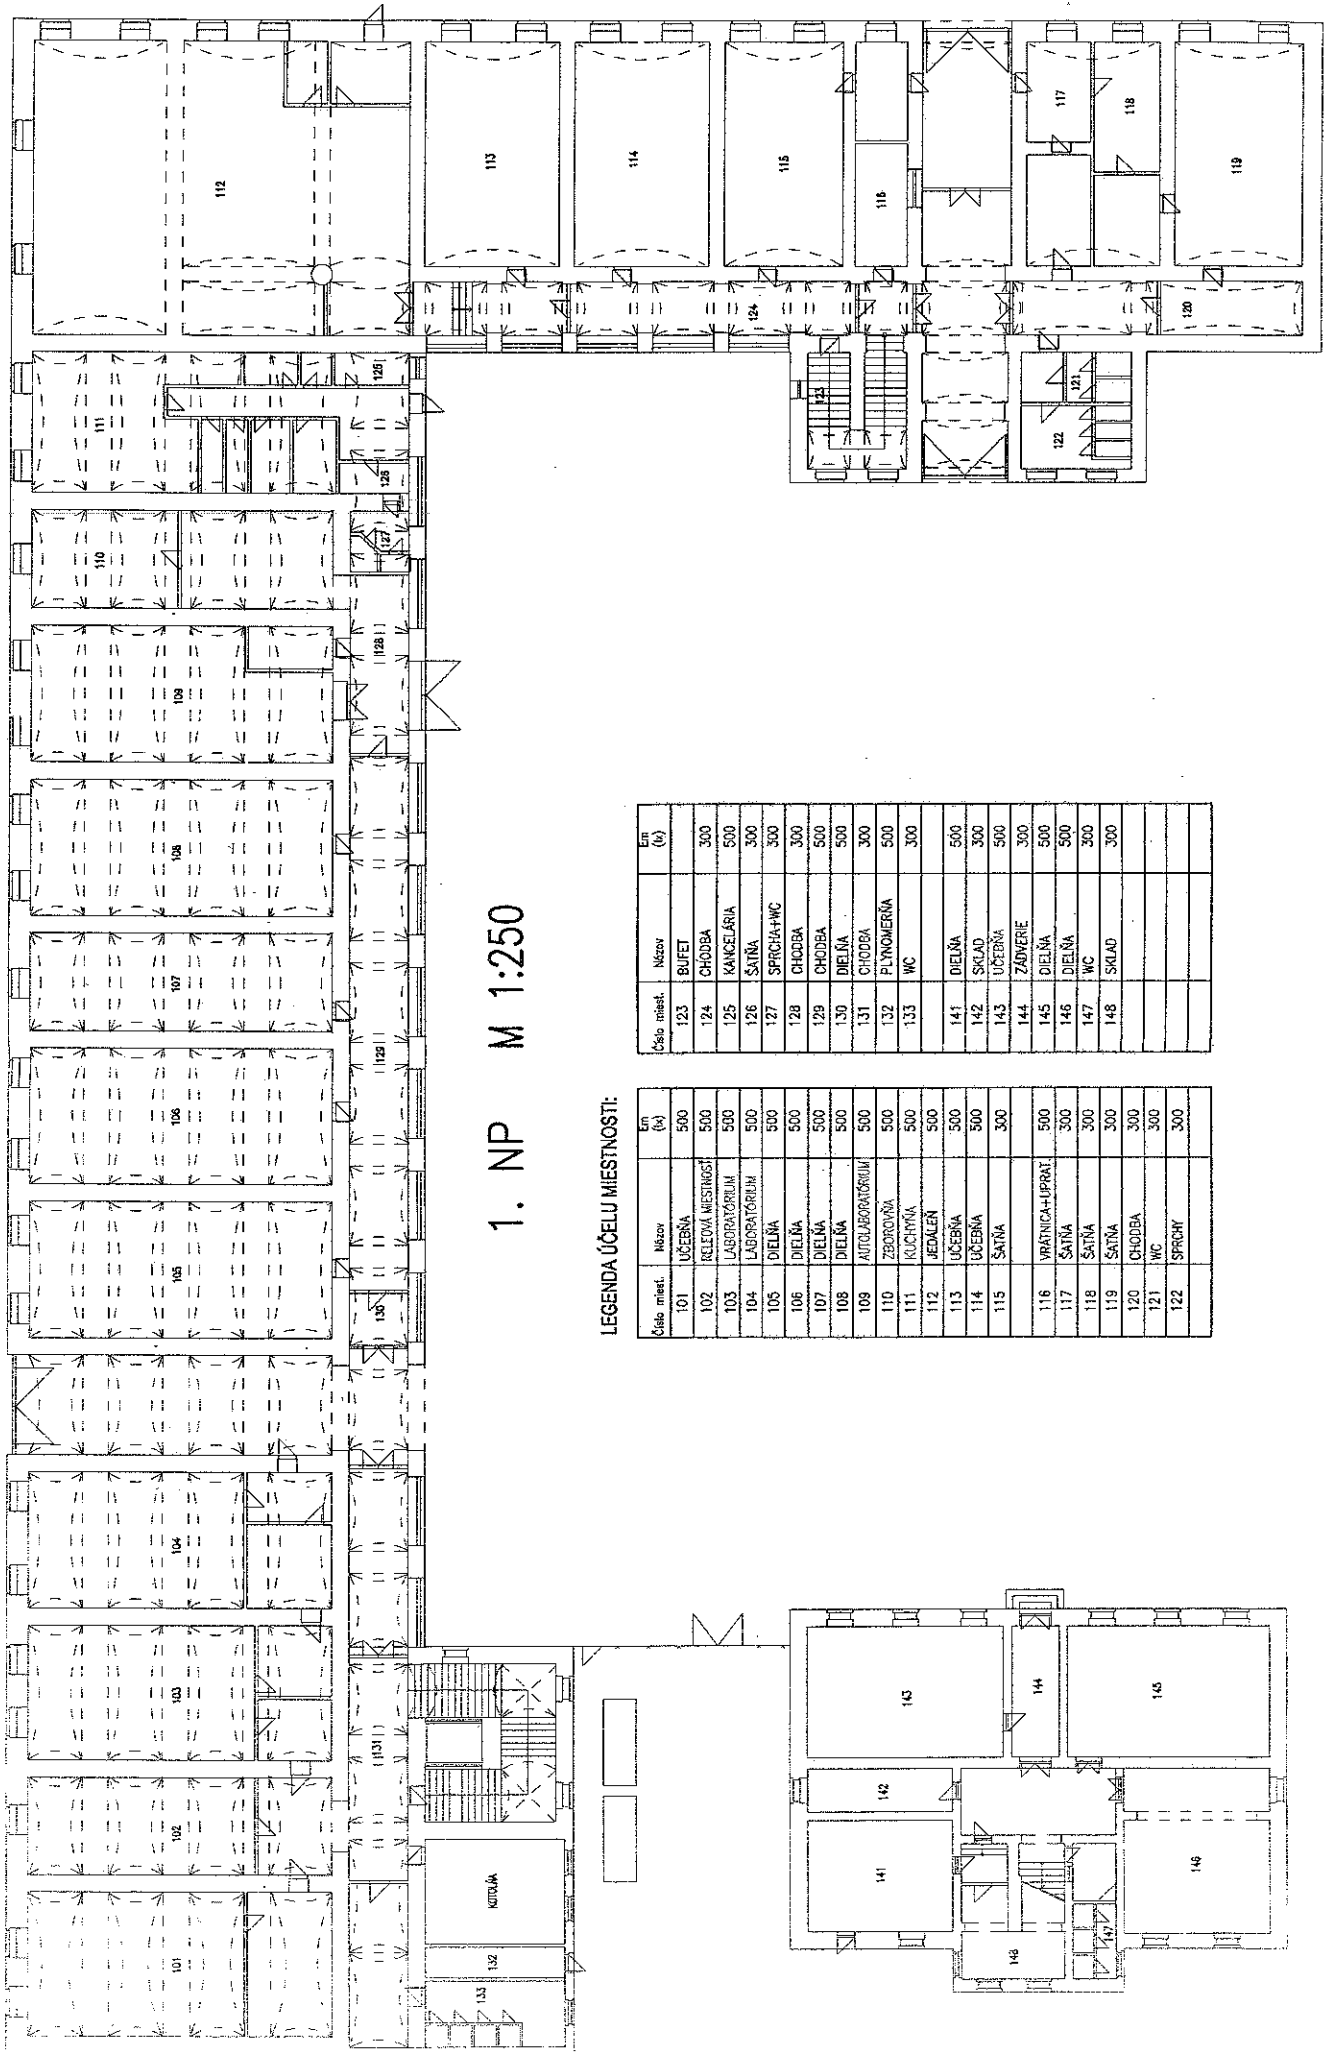 1. NP M 1:250
LEGENDA ÚČELU MIESTNOSTI:
Číslo miest. Názov Em (lx)
101 UČEBŇA 500
102 RELEOVÁ MIESTNOSŤ 500
103 LABORATÓRIUM 500
104 LABORATÓRIUM 500
105 DIELŇA 500
106 DIELŇA 500
107 DIELŇA 500
108 DIELŇA 500
109 AUTOLABORATÓRIUM 500
110 ZBOROVŇA 500
111 KUCHYŇA 500
112 JEDÁLEŇ 500
113 UČEBŇA 500
114 UČEBŇA 500
115 ŠATŇA 300
116 VRÁTNICA+UPRAT. 500
117 ŠATŇA 300
118 ŠATŇA 300
119 ŠATŇA 300
120 CHODBA 300
121 WC 300
122 SPRCHY 300
Číslo miest. Názov Em (lx)
123 BUFET
124 CHODBA 300
125 KANCELÁRIA 500
126 ŠATŇA 300
127 SPRCHA+WC 300
128 CHODBA 300
129 CHODBA 500
130 DIELŇA 500
131 CHODBA 300
132 PLYNOMERŇA 500
133 WC 300
141 DIELŇA 500
142 SKLAD 300
143 UČEBŇA 500
144 ZÁDVERIE 300
145 DIELŇA 500
146 DIELŇA 500
147 WC 300
148 SKLAD 300
101
102
103
104
105
106
107
108
109
110
111
112
113
114
115
116
117
118
119
120
121
122
123
124
125
126
127
128
129
130
131
KOTOLŇA
132
133
141
142
143
144
145
146
147
148